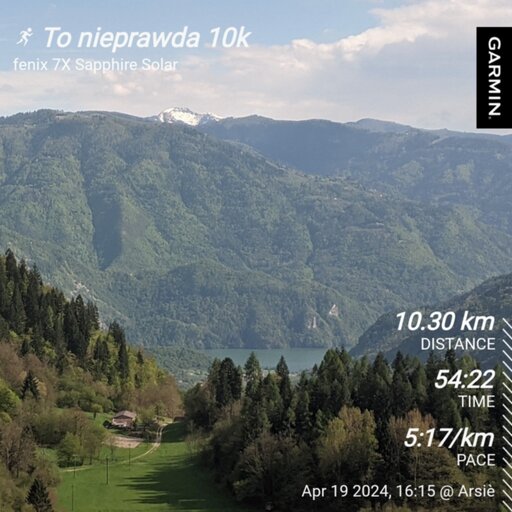 To nieprawda 10k
fenix 7X Sapphire Solar
GARMIN
10.30 km
DISTANCE
54:22
TIME
5:17/km
PACE
Apr 19 2024, 16:15 @ Arsiè